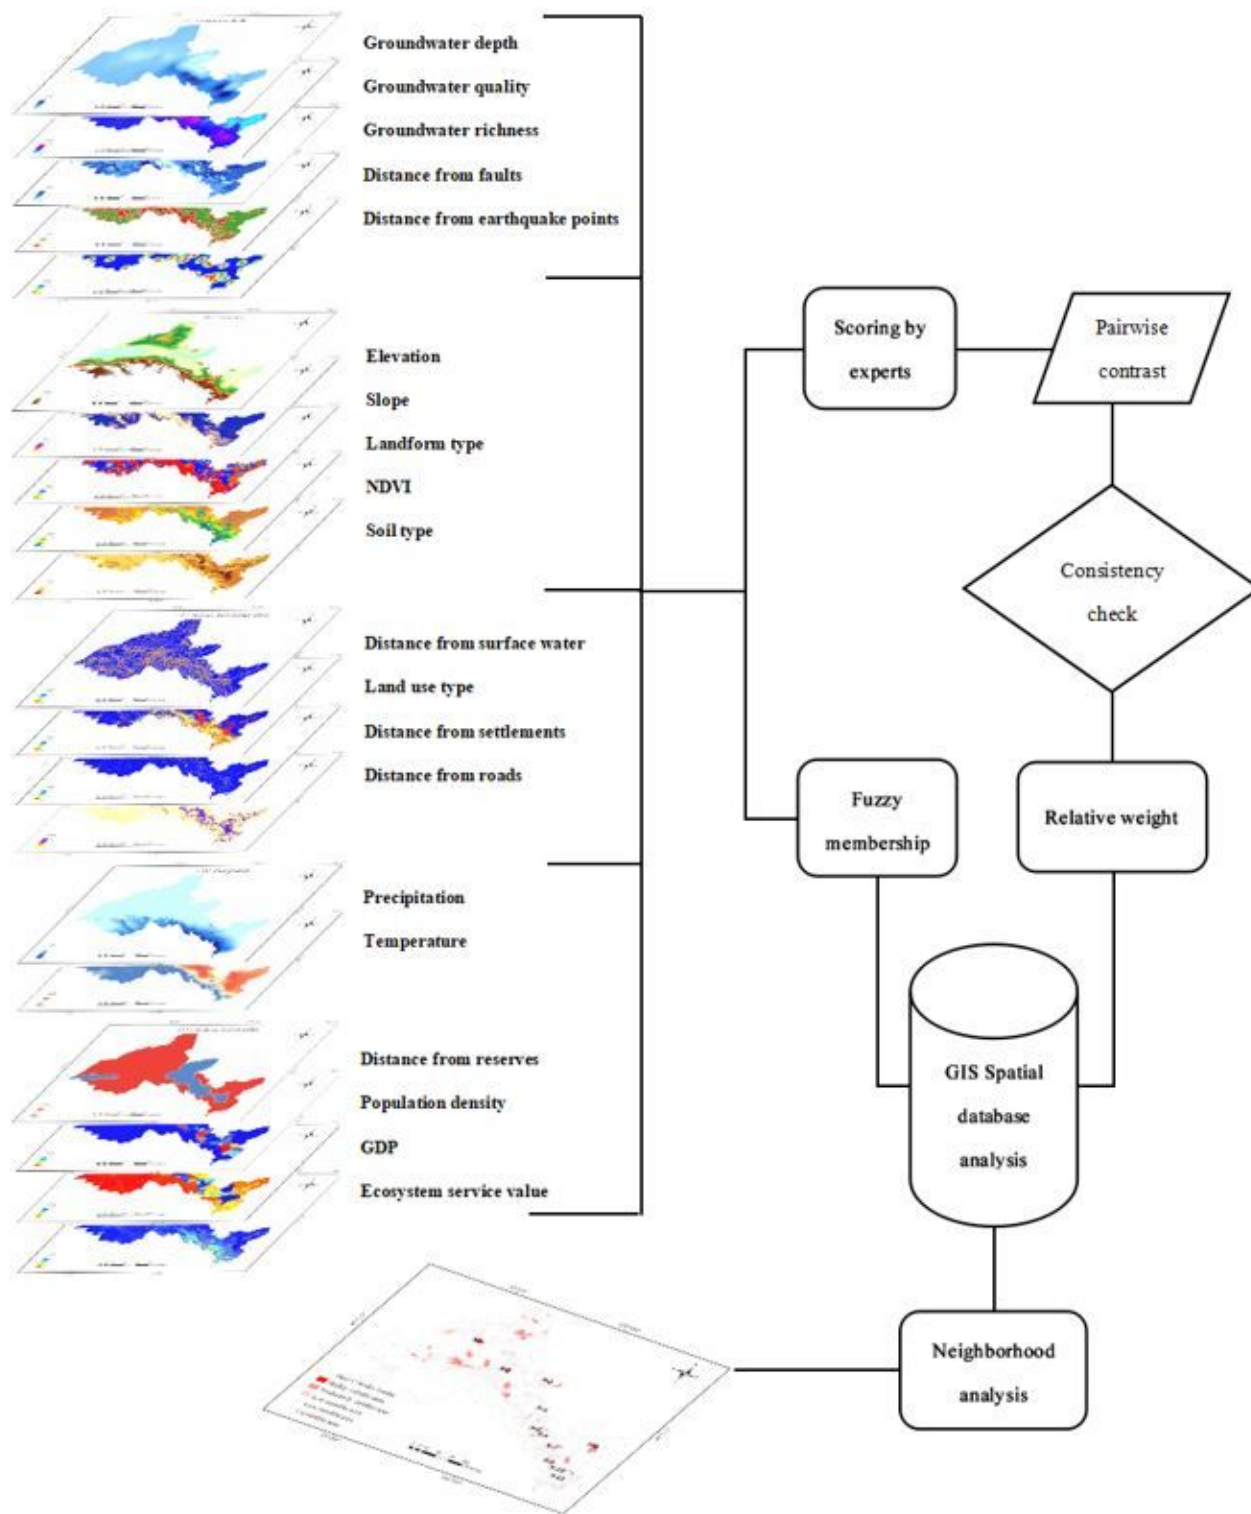 Groundwater depth
Groundwater quality
Groundwater richness
Distance from faults
Distance from earthquake points
Elevation
Slope
Landform type
NDVI
Soil type
Distance from surface water
Land use type
Distance from settlements
Distance from roads
Precipitation
Temperature
Distance from reserves
Population density
GDP
Ecosystem service value
Scoring by
experts
Pairwise
contrast
Consistency
check
Fuzzy
membership
Relative weight
GIS Spatial
database
analysis
Neighborhood
analysis